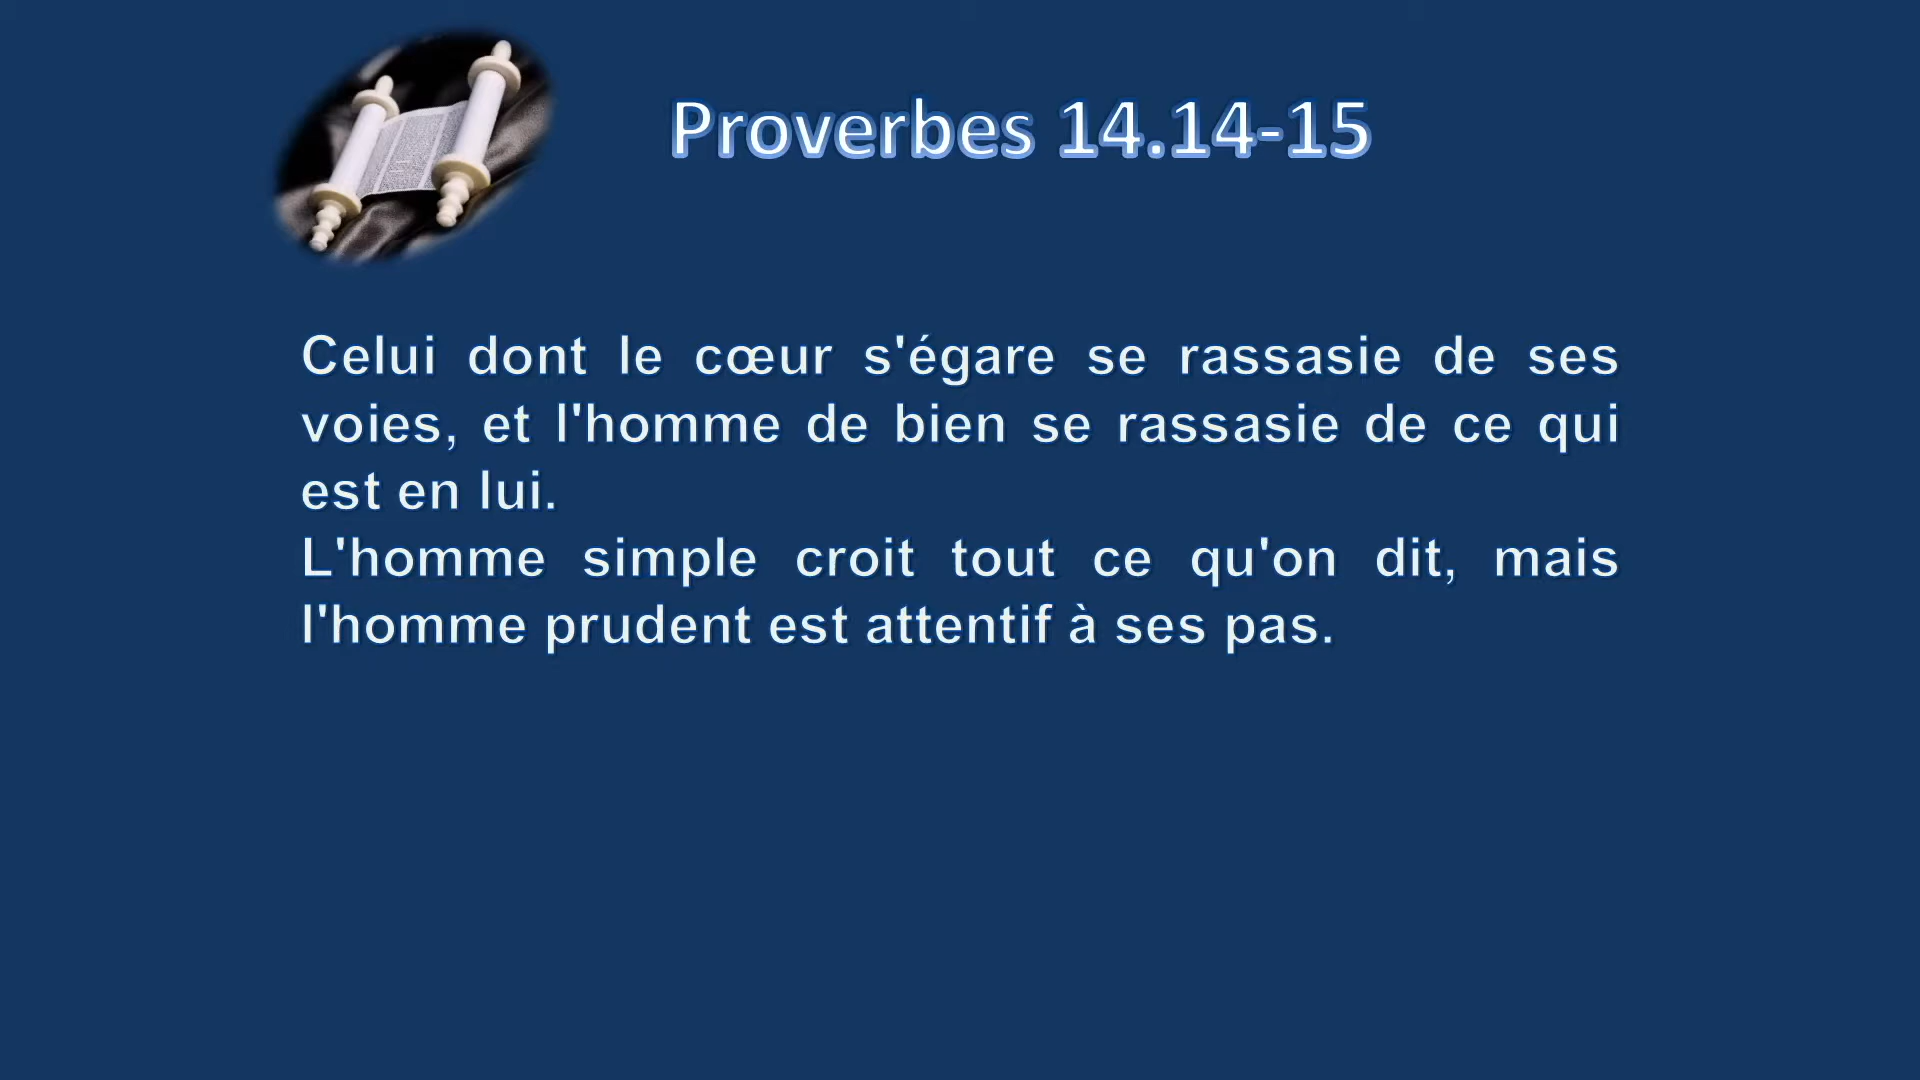 Proverbes 14.14-15
Celui dont le cœur s'égare se rassasie de ses
voies, et l'homme de bien se rassasie de ce qui
est en lui.
L'homme simple croit tout ce qu'on dit, mais
l'homme prudent est attentif à ses pas.